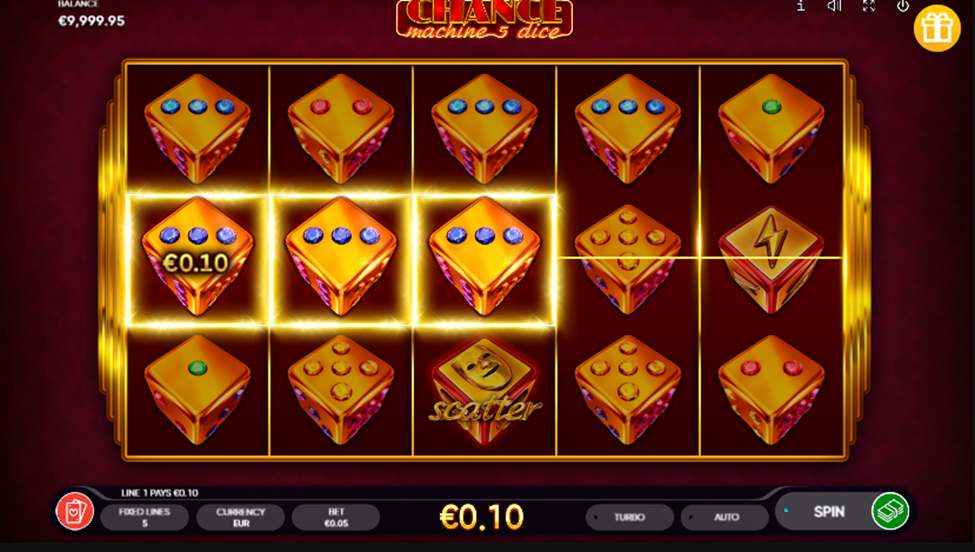 BALANCE
€9,999.95
CHANCE
machine 5 dice
€0.10
scatter
LINE 1 PAYS €0.10
FIXED LINES
5
CURRENCY
EUR
BET
€0.05
€0.10
TURBO
AUTO
SPIN